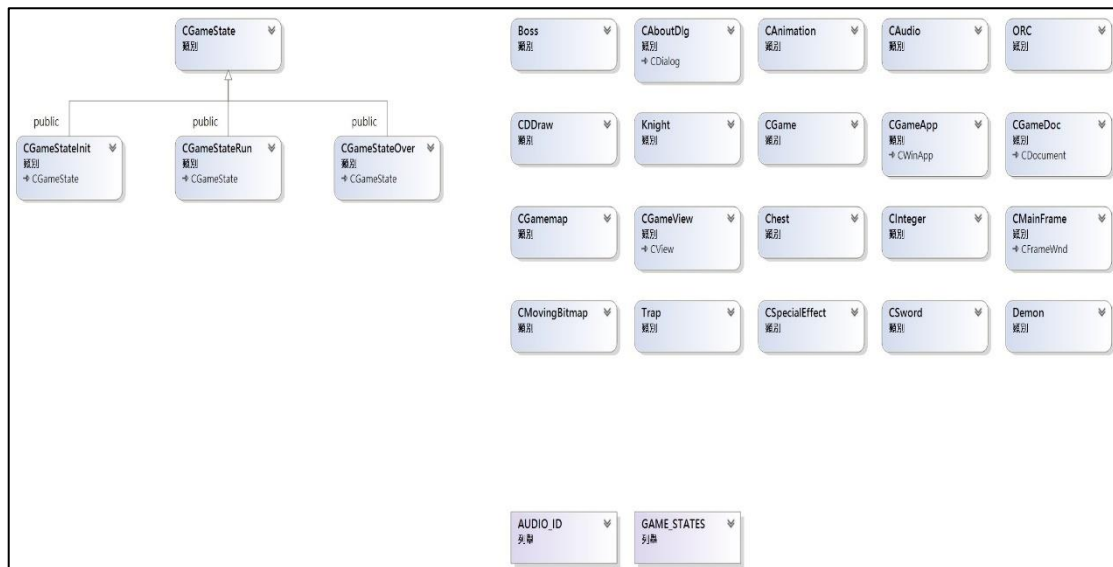 CGameState
類別
public
public
public
CGameStateInit
類別
CGameState
CGameStateRun
類別
CGameState
CGameStateOver
類別
CGameState
Boss
類別
CAboutDlg
類別
CDialog
CAnimation
類別
CAudio
類別
ORC
類別
CDDraw
類別
Knight
類別
CGame
類別
CGameApp
類別
CWinApp
CGameDoc
類別
CDocument
CGamemap
類別
CGameView
類別
CView
Chest
類別
CInteger
類別
CMainFrame
類別
CFrameWnd
CMovingBitmap
類別
Trap
類別
CSpecialEffect
類別
CSword
類別
Demon
類別
AUDIO_ID
列舉
GAME_STATES
列舉